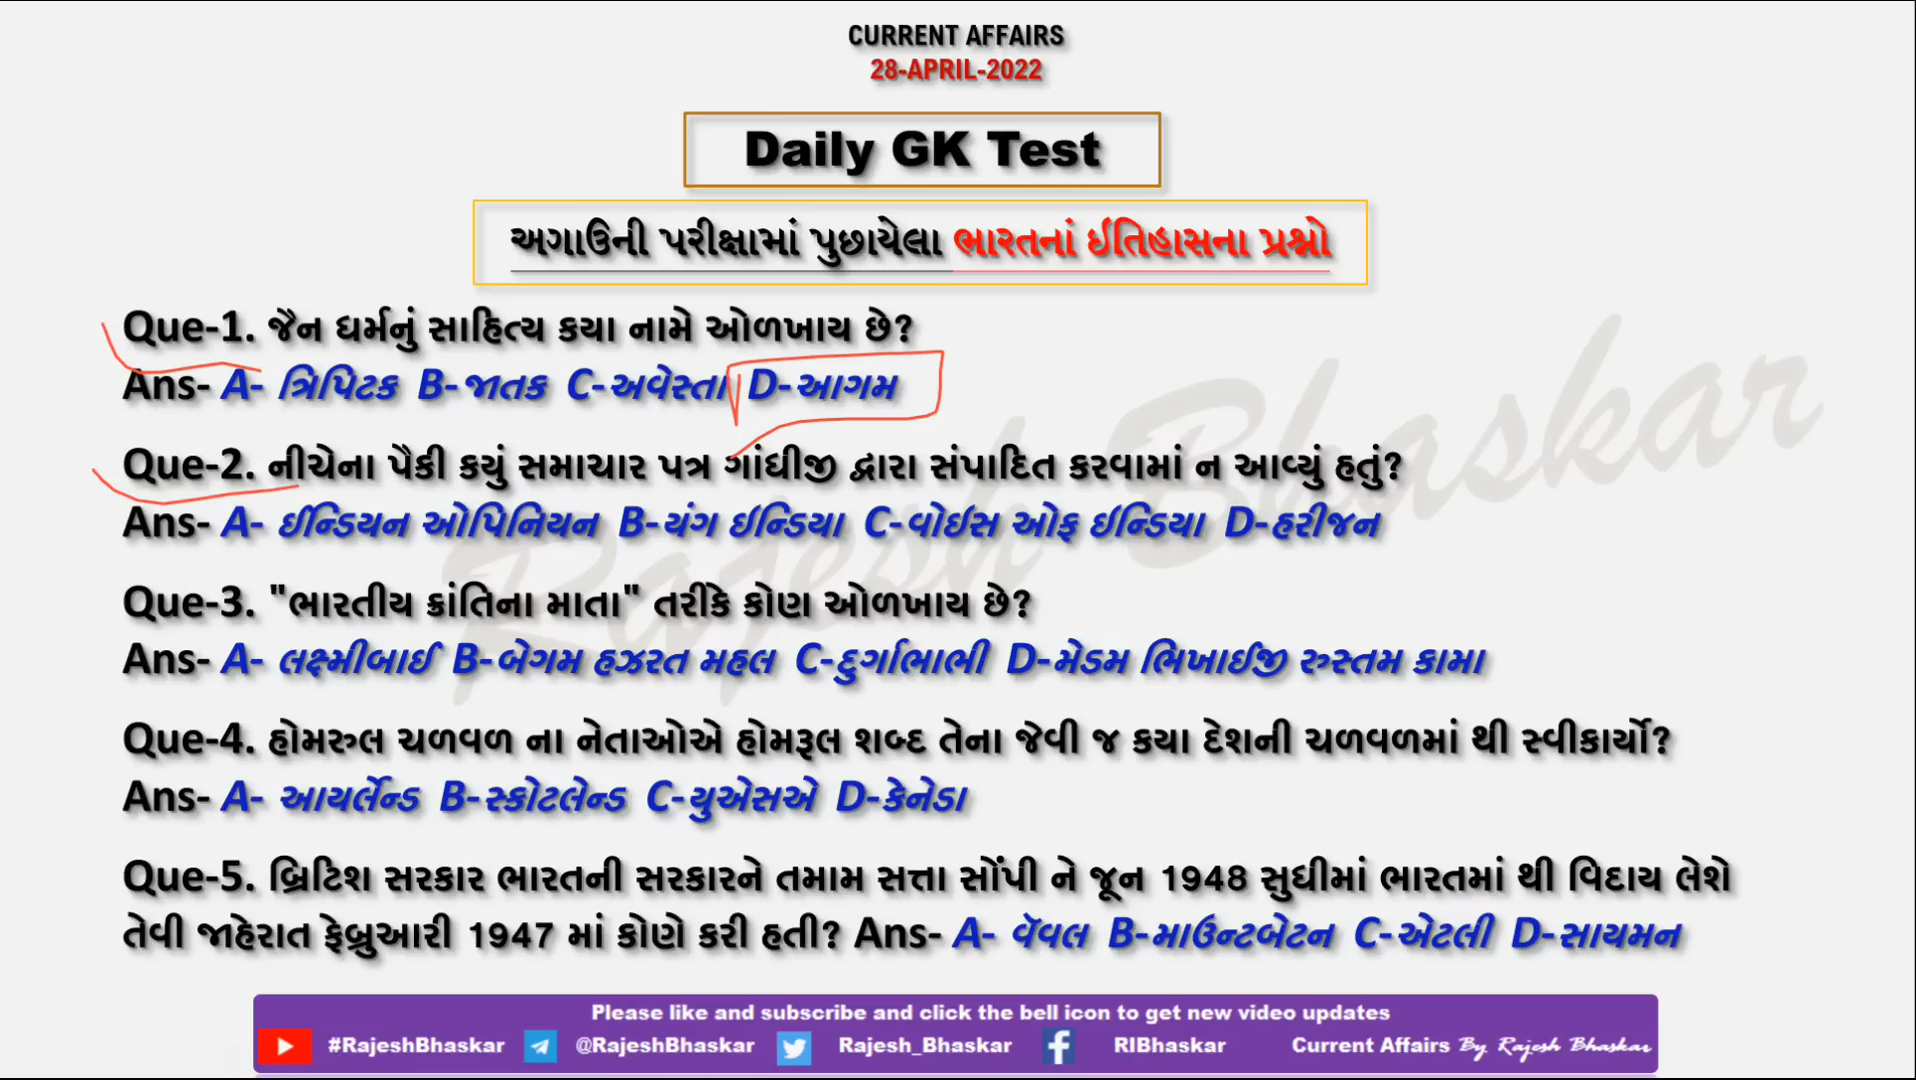 CURRENT AFFAIRS
28-APRIL-2022
Daily GK Test
અગાઉની પરીક્ષામાં પુછાયેલા ભારતનાં ઈતિહાસના પ્રશ્નો
Que-1. જૈન ધર્મનું સાહિત્ય કયા નામે ઓળખાય છે?
Ans- A- ત્રિપિટક B-જાતક C-અવેસ્તા D-આગમ
Que-2. નીચેના પૈકી કયું સમાચાર પત્ર ગાંધીજી દ્વારા સંપાદિત કરવામાં ન આવ્યું હતું?
Ans- A- ઈન્ડિયન ઓપિનિયન B-યંગ ઇન્ડિયા C-વોઇસ ઓફ ઇન્ડિયા D-હરીજન
Que-3. "ભારતીય ક્રાંતિના માતા" તરીકે કોણ ઓળખાય છે?
Ans- A- લક્ષ્મીબાઈ B-બેગમ હઝરત મહલ C-દુર્ગાભાભી D-મેડમ ભિખાઈજી રુસ્તમ કામા
Que-4. હોમરુલ ચળવળ ના નેતાઓએ હોમરૂલ શબ્દ તેના જેવી જ કયા દેશની ચળવળમાં થી સ્વીકાર્યો?
Ans- A- આયર્લેન્ડ B-સ્કોટલેન્ડ C-યુએસએ D-કેનેડા
Que-5. બ્રિટિશ સરકાર ભારતની સરકારને તમામ સત્તા સોંપી ને જૂન 1948 સુધીમાં ભારતમાં થી વિદાય લેશે
તેવી જાહેરાત ફેબ્રુઆરી 1947 માં કોણે કરી હતી? Ans- A- વૅવલ B-માઉન્ટબેટન C-એટલી D-સાયમન
Rajesh Bhaskar
Please like and subscribe and click the bell icon to get new video updates
#RajeshBhaskar @RajeshBhaskar Rajesh_Bhaskar RIBhaskar Current Affairs By Rajesh Bhaskar